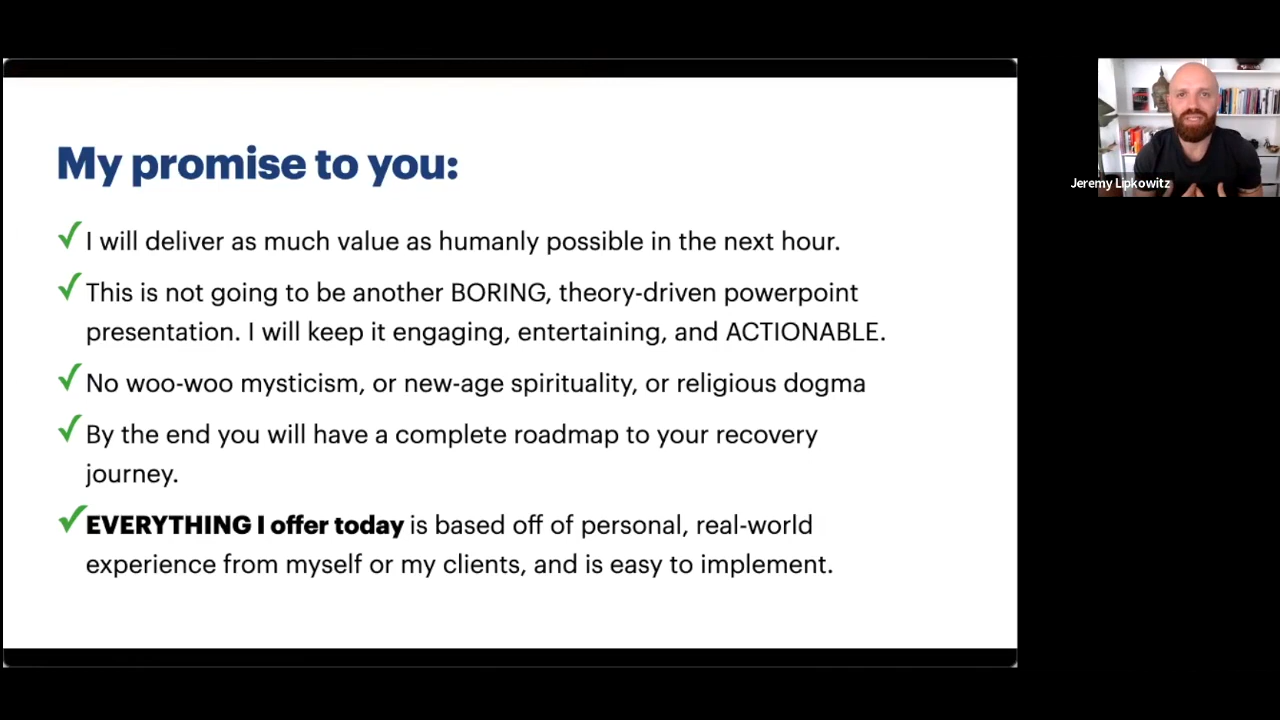 My promise to you:
✓ I will deliver as much value as humanly possible in the next hour.
✓ This is not going to be another BORING, theory-driven powerpoint
presentation. I will keep it engaging, entertaining, and ACTIONABLE.
✓ No woo-woo mysticism, or new-age spirituality, or religious dogma
✓ By the end you will have a complete roadmap to your recovery
journey.
✓ EVERYTHING I offer today is based off of personal, real-world
experience from myself or my clients, and is easy to implement.
Jeremy Lipkowitz